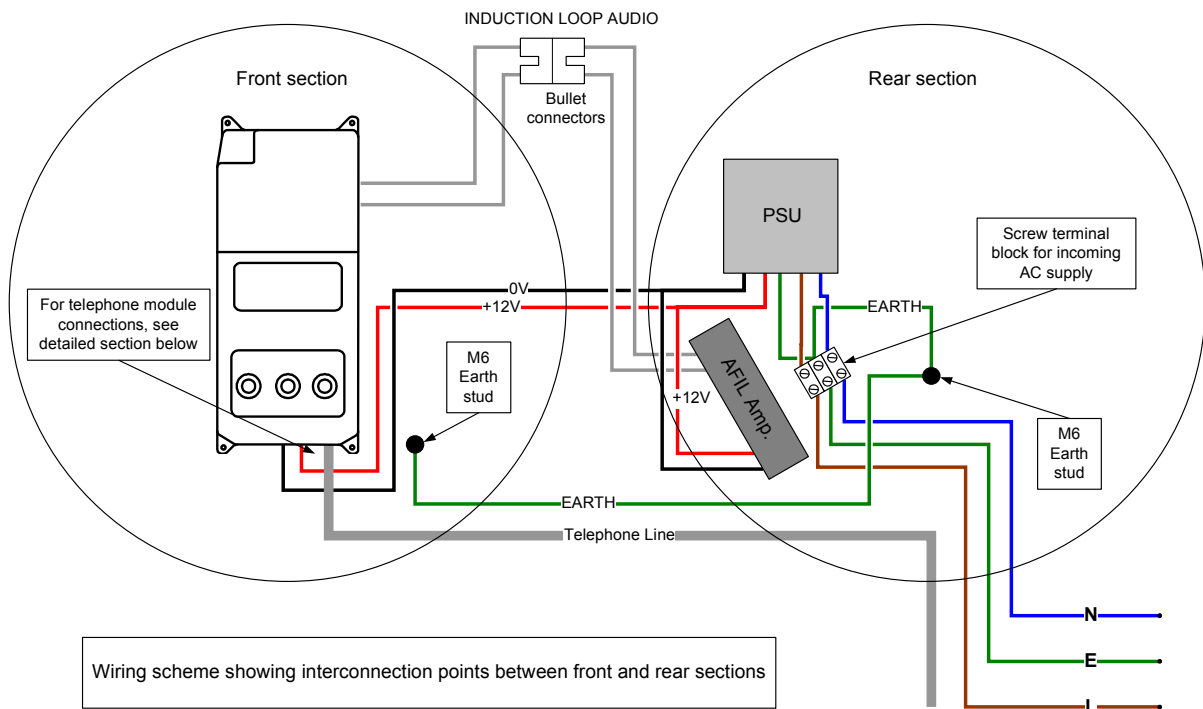 INDUCTION LOOP AUDIO
Front section
Rear section
Bullet
connectors
PSU
Screw terminal
block for incoming
AC supply
0V
+12V
EARTH
For telephone module
connections, see
detailed section below
M6
Earth
stud
+12V
AFIL Amp.
M6
Earth
stud
EARTH
Telephone Line
N
E
L
Wiring scheme showing interconnection points between front and rear sections